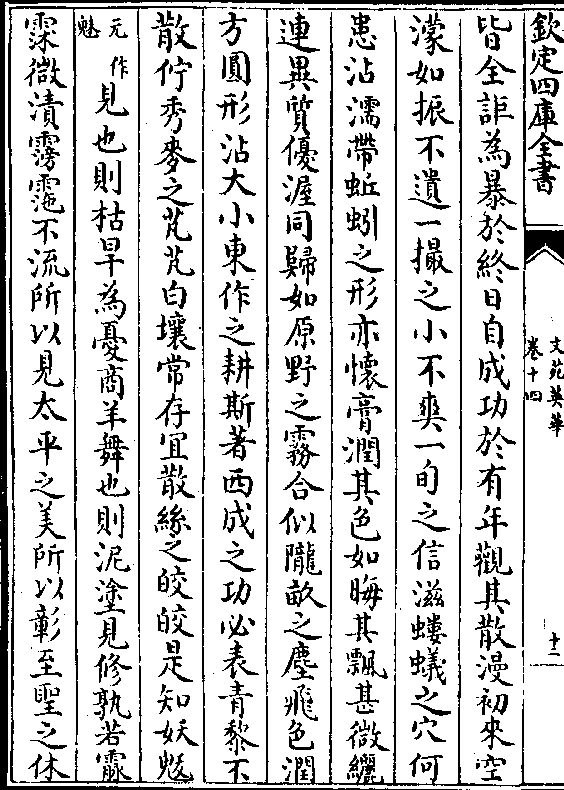 欽定四庫全書
文苑英華
卷十四
十二
皆全詎為暴於終日自成功於有年觀其散漫初來空
濛如振不遺一撮之小不爽一旬之信滋螻蟻之穴何
患沾濡帶蚯蚓之形亦懷膏潤其色如晦其飄甚微纚
連異質優渥同歸如原野之霧合似隴畝之塵飛色潤
方圓形沾大小東作之耕斯著西成之功必表青黎不
散佇秀麥之芃芃白壤常存宜散絲之皎皎是知妖魃
元作魅
見也則枯旱為憂商羊舞也則泥塗見修孰若霡
霂微漬霶霪不流所以見太平之美所以彰至聖之休